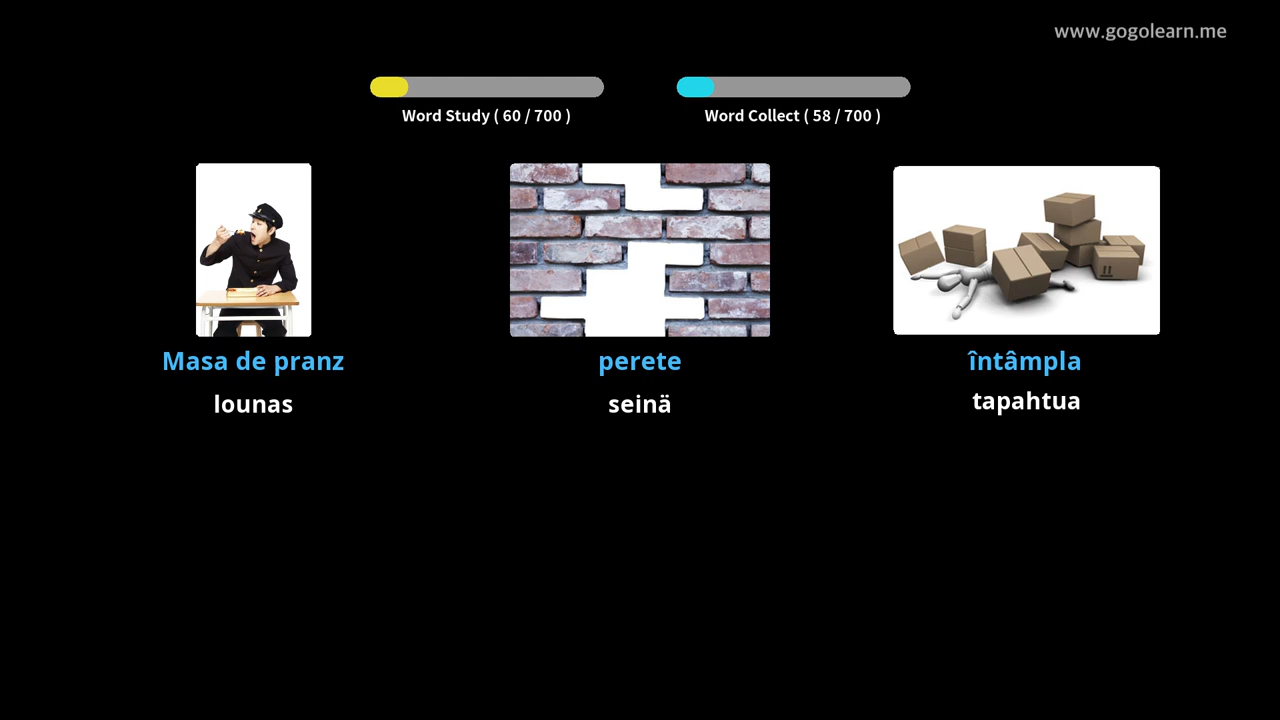 www.gogolearn.me
Word Study ( 60 / 700 )
Word Collect ( 58 / 700 )
Masa de pranz
perete
întâmpla
lounas
seinä
tapahtua